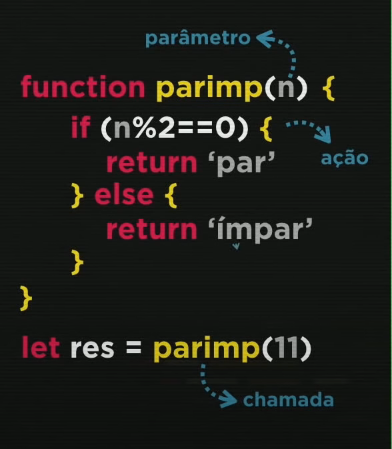 parâmetro
function parimp(n) {
if (n%2==0) {
ação
return ‘par’
} else {
return ‘ímpar’
}
}
let res = parimp(11)
chamada